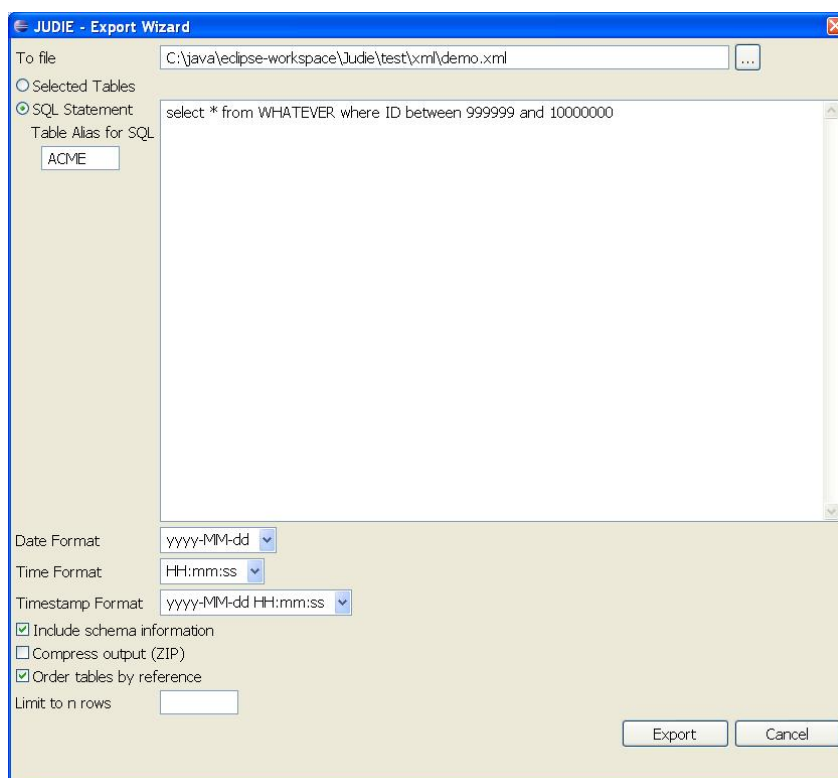 JUDIE - Export Wizard
To file C:\java\eclipse-workspace\Judie\test\xml\demo.xml ...
Selected Tables
SQL Statement select * from WHATEVER where ID between 999999 and 10000000
Table Alias for SQL
ACME
Date Format yyyy-MM-dd
Time Format HH:mm:ss
Timestamp Format yyyy-MM-dd HH:mm:ss
Include schema information
Compress output (ZIP)
Order tables by reference
Limit to n rows
Export Cancel